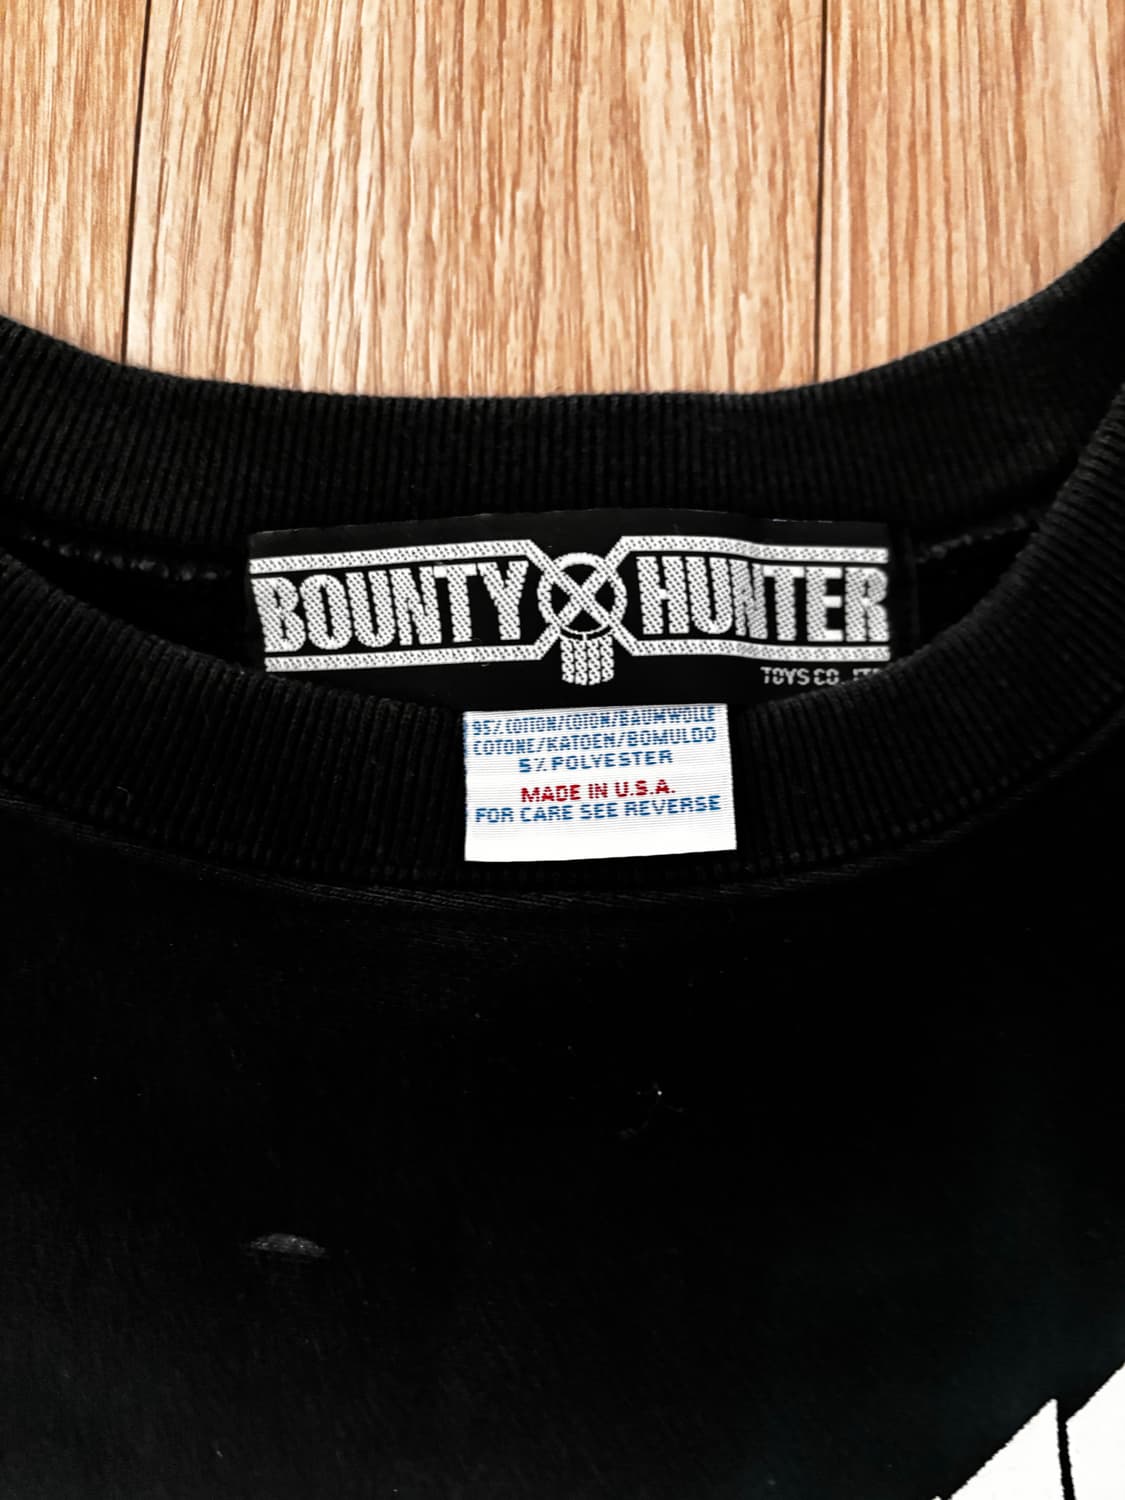 BOUNTY HUNTER
TOYS CO.
95% COTTON/COTON/BAUMWOLLE
COTONE/KATOEN/BOMULDO
5% POLYESTER
MADE IN U.S.A.
FOR CARE SEE REVERSE